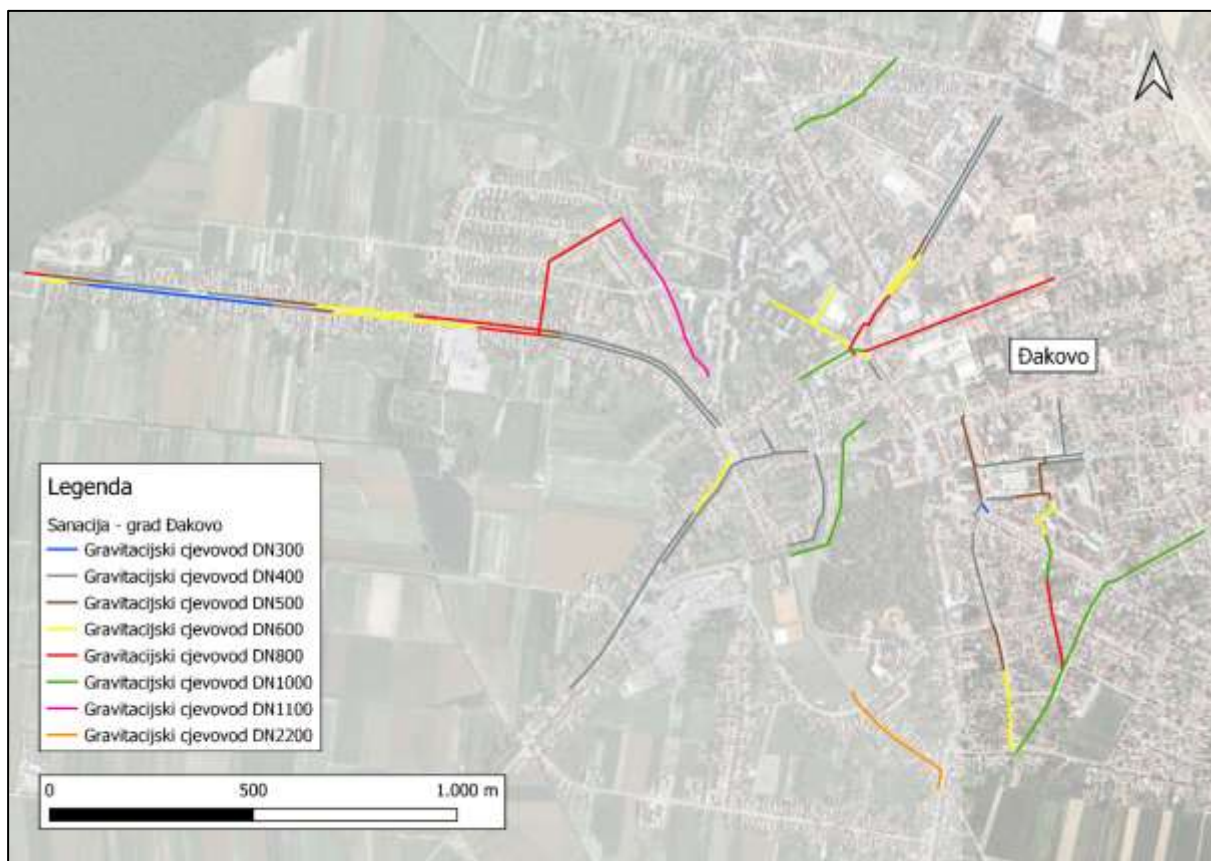 Đakovo
Legenda
Sanacija - grad Đakovo
Gravitacijski cjevovod DN300
Gravitacijski cjevovod DN400
Gravitacijski cjevovod DN500
Gravitacijski cjevovod DN600
Gravitacijski cjevovod DN800
Gravitacijski cjevovod DN1000
Gravitacijski cjevovod DN1100
Gravitacijski cjevovod DN2200
0 500 1.000 m